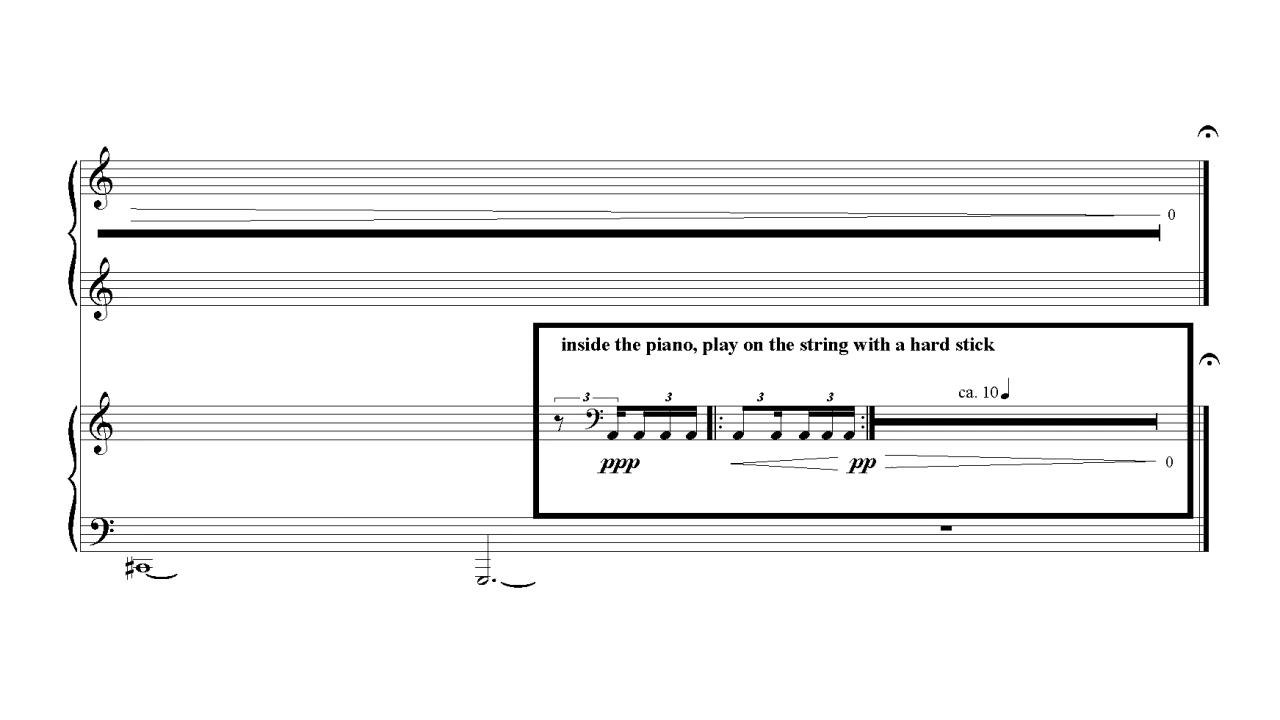 0
inside the piano, play on the string with a hard stick
ca. 10
3 3 3 3
ppp pp 0